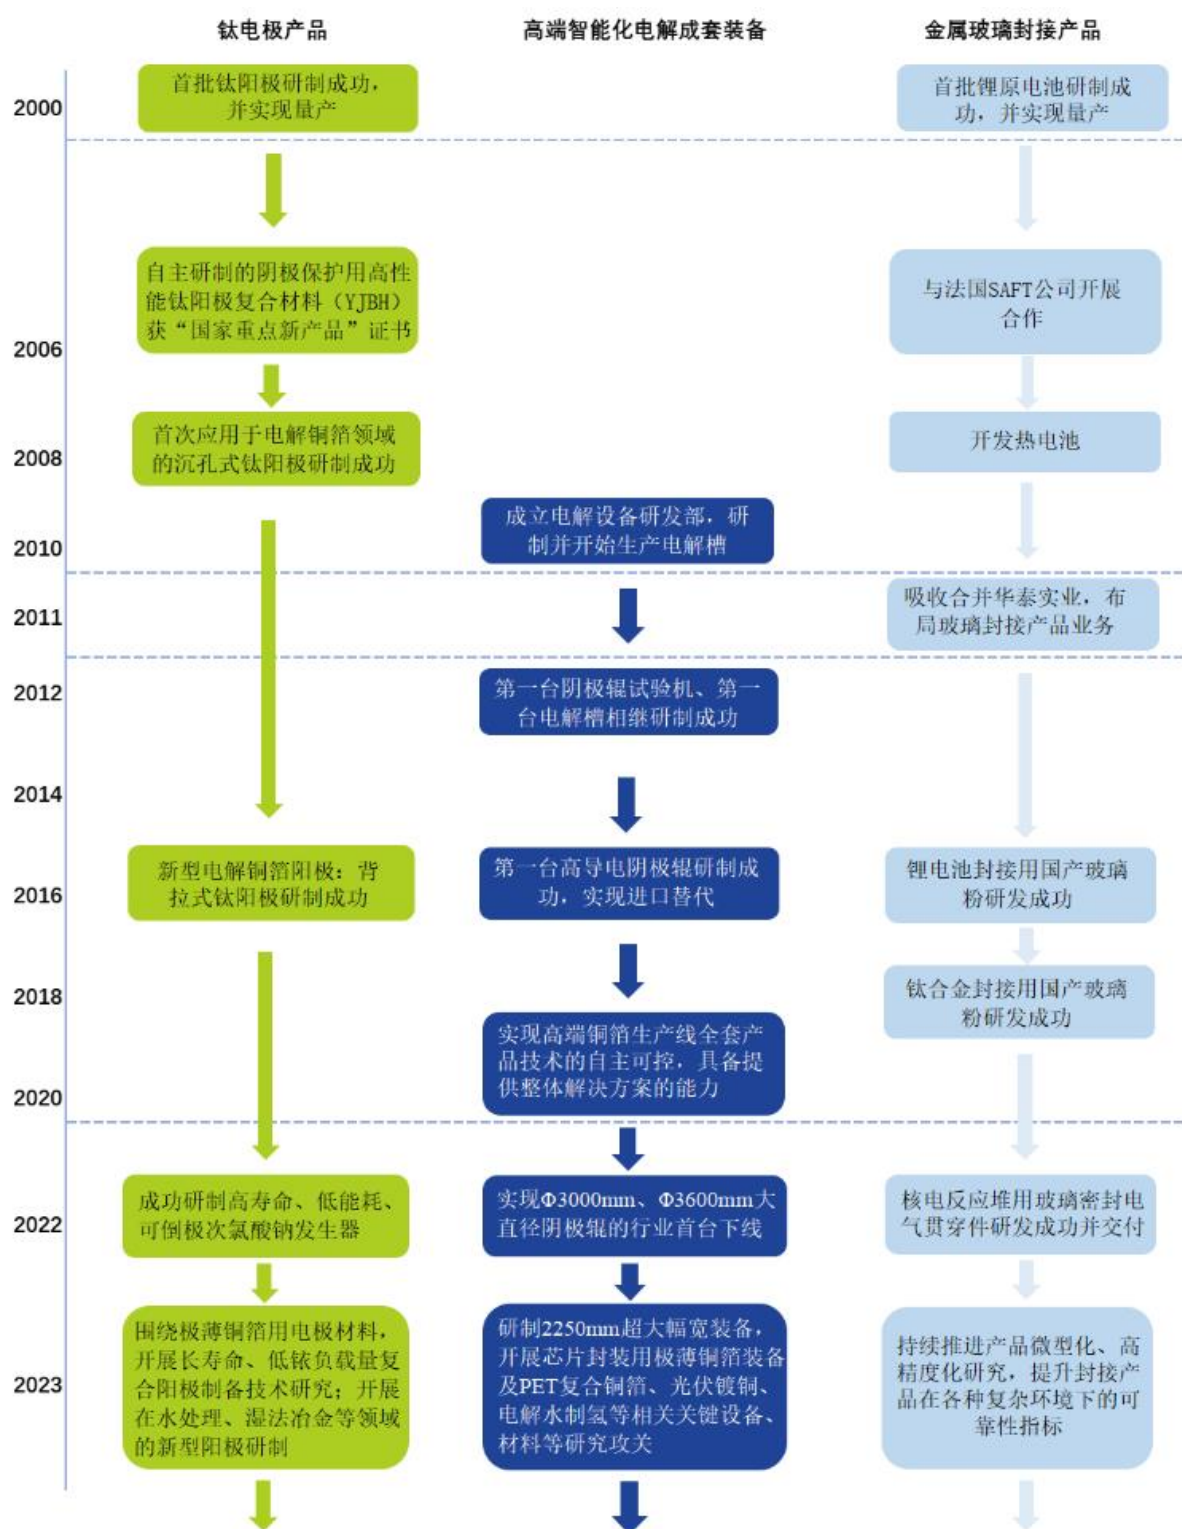 钛电极产品
高端智能化电解成套装备
金属玻璃封接产品
2000
首批钛阳极研制成功，
并实现量产
首批锂原电池研制成
功，并实现量产
2006
自主研制的阴极保护用高性
能钛阳极复合材料（YJBH）
获“国家重点新产品”证书
与法国SAFT公司开展
合作
2008
首次应用于电解铜箔领域
的沉孔式钛阳极研制成功
开发热电池
2010
成立电解设备研发部，研
制并开始生产电解槽
2011
吸收合并华泰实业，布
局玻璃封接产品业务
2012
第一台阴极辊试验机、第一
台电解槽相继研制成功
2014
2016
新型电解铜箔阳极：背
拉式钛阳极研制成功
第一台高导电阴极辊研制成
功，实现进口替代
锂电池封接用国产玻璃
粉研发成功
2018
钛合金封接用国产玻璃
粉研发成功
2020
实现高端铜箔生产线全套产
品技术的自主可控，具备提
供整体解决方案的能力
2022
成功研制高寿命、低能耗、
可倒极次氯酸钠发生器
实现Φ3000mm、Φ3600mm大
直径阴极辊的行业首台下线
核电反应堆用玻璃密封电
气贯穿件研发成功并交付
2023
围绕极薄铜箔用电极材料，
开展长寿命、低铱负载量复
合阳极制备技术研究；开展
在水处理、湿法冶金等领域
的新型阳极研制
研制2250mm超大幅宽装备，
开展芯片封装用极薄铜箔装备
及PET复合铜箔、光伏镀铜、
电解水制氢等相关关键设备、
材料等研究攻关
持续推进产品微型化、高
精度化研究，提升封接产
品在各种复杂环境下的可
靠性指标